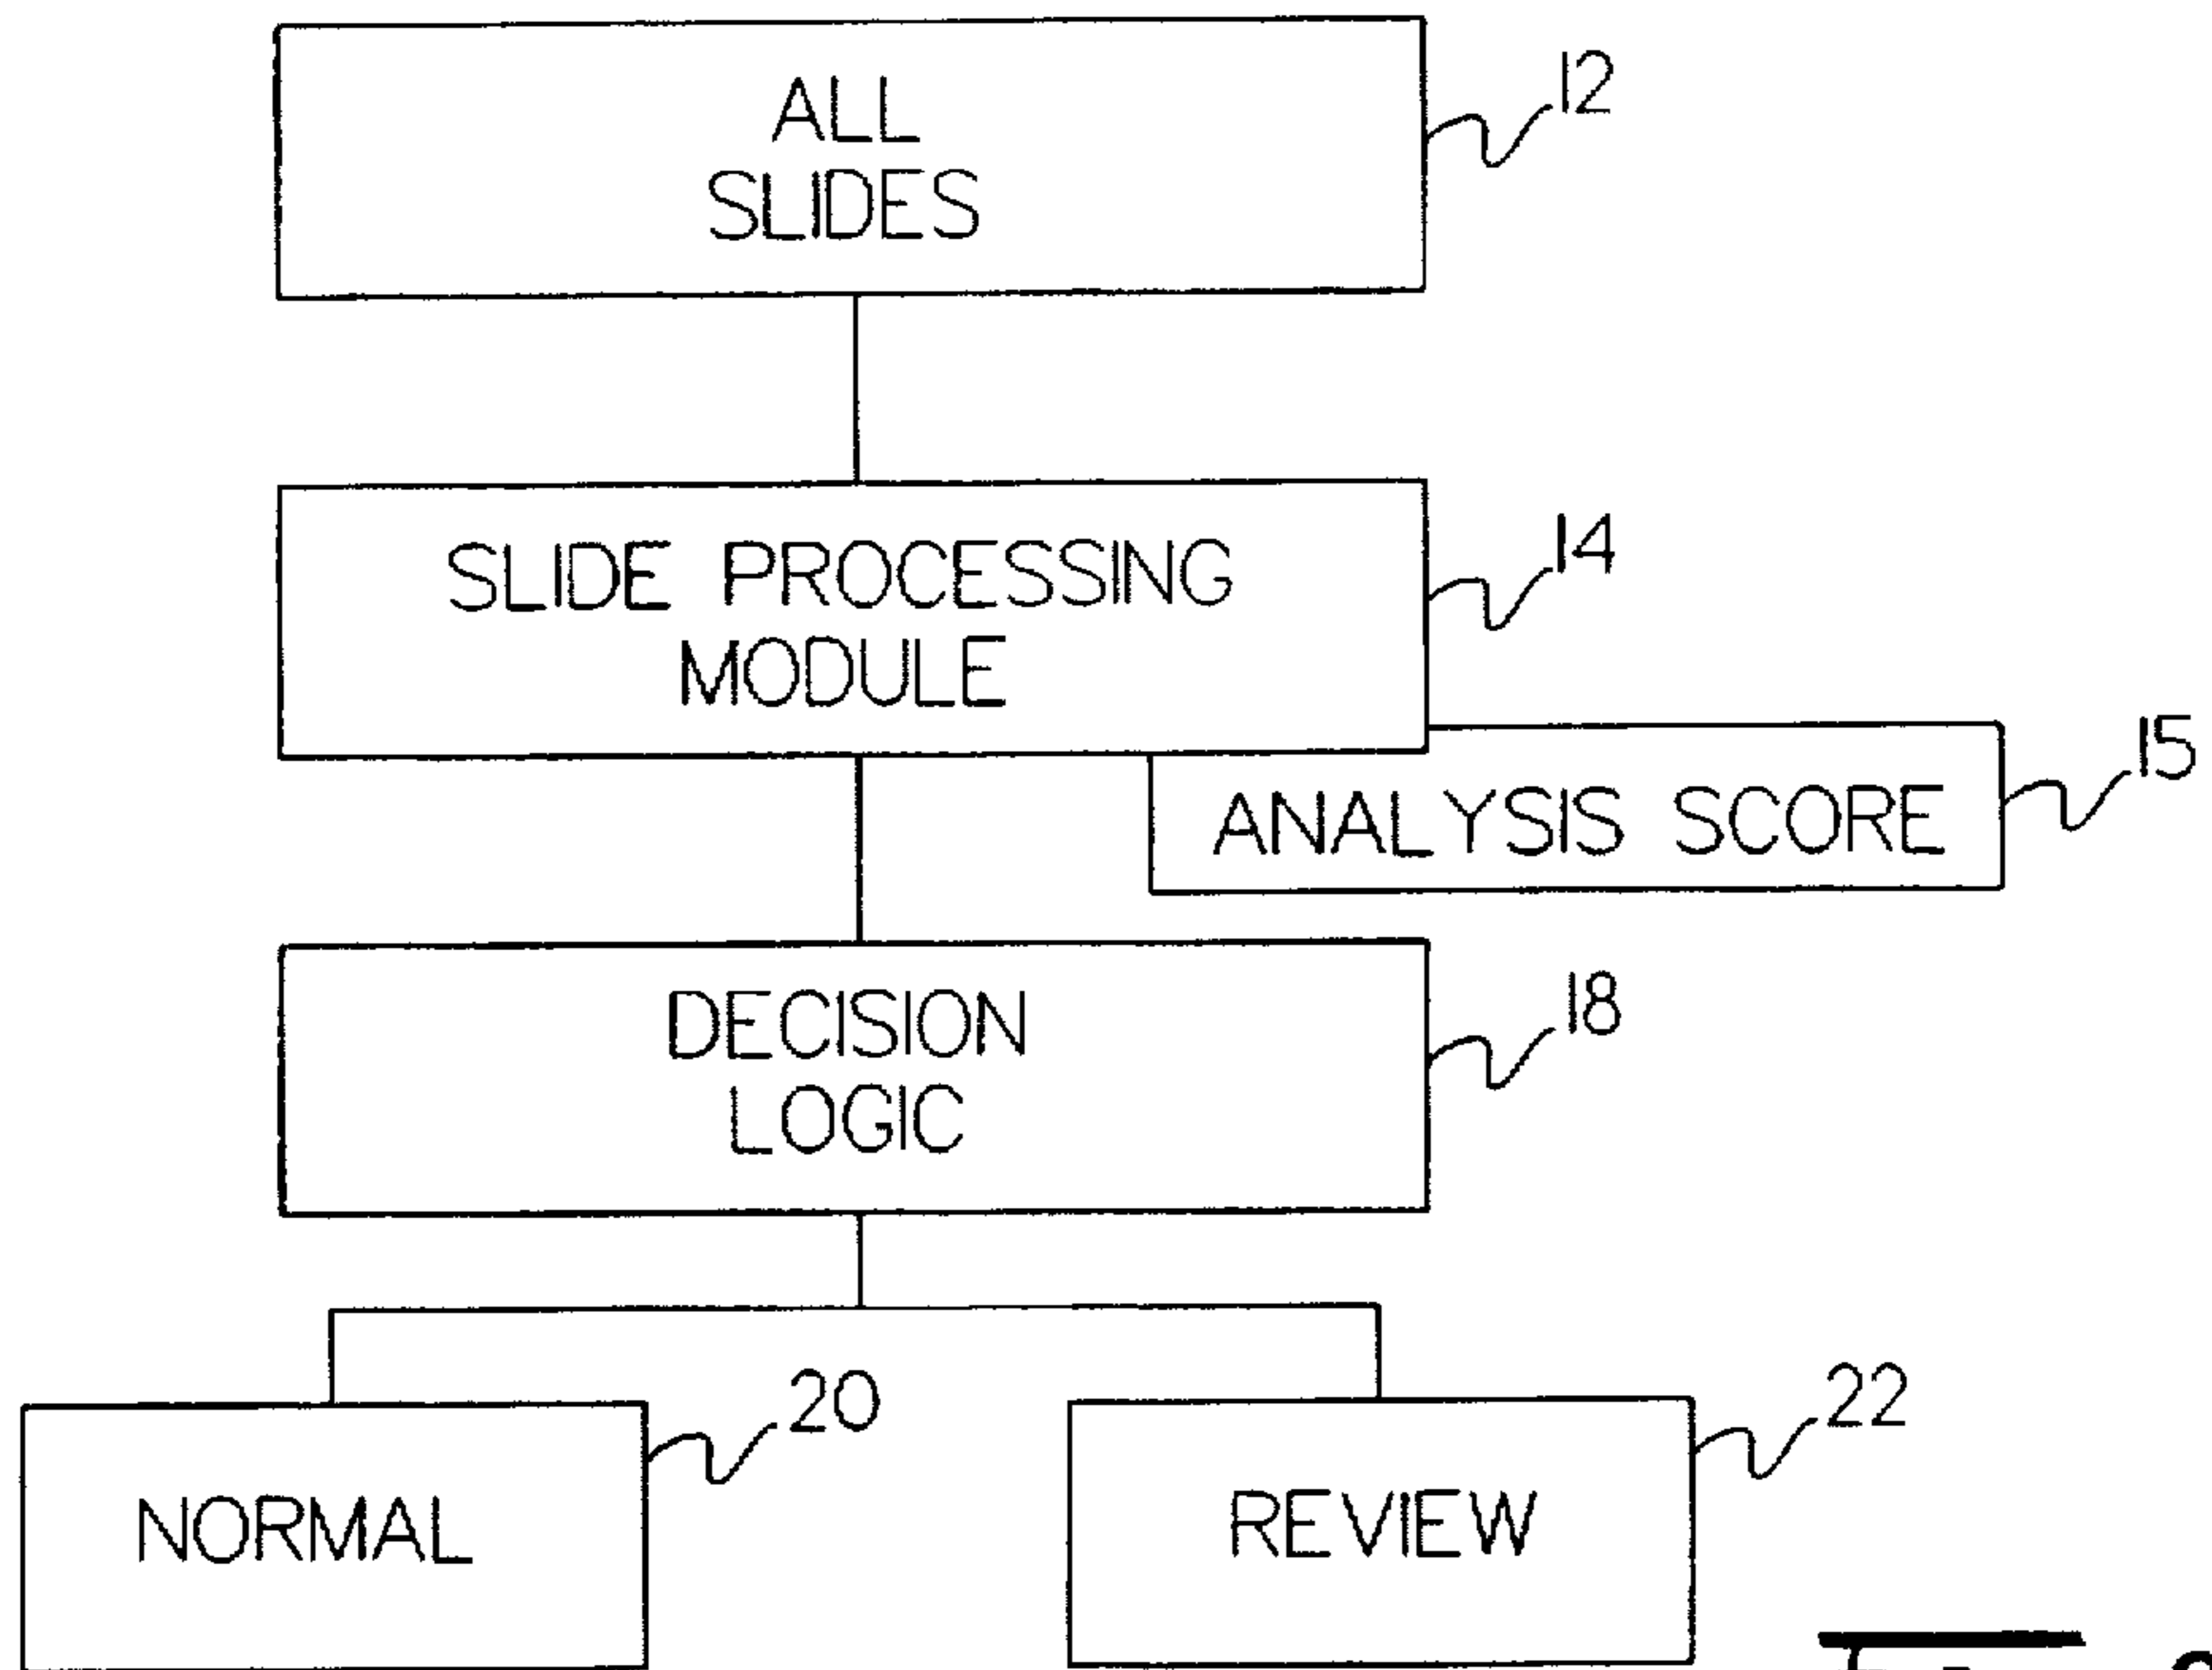 ALL
SLIDES
12
SLIDE PROCESSING
MODULE
14
ANALYSIS SCORE
15
DECISION
LOGIC
18
NORMAL
20
REVIEW
22